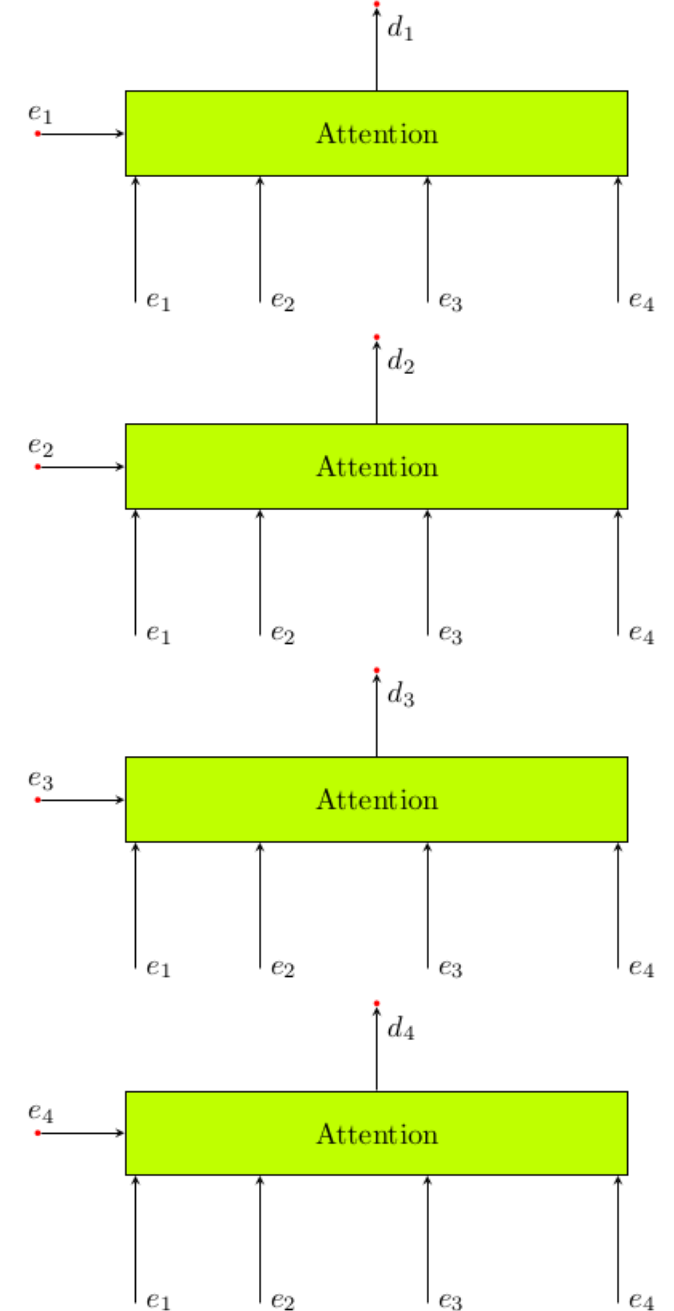 d₁
e₁
Attention
e₁ e₂ e₃ e₄
d₂
e₂
Attention
e₁ e₂ e₃ e₄
d₃
e₃
Attention
e₁ e₂ e₃ e₄
d₄
e₄
Attention
e₁ e₂ e₃ e₄